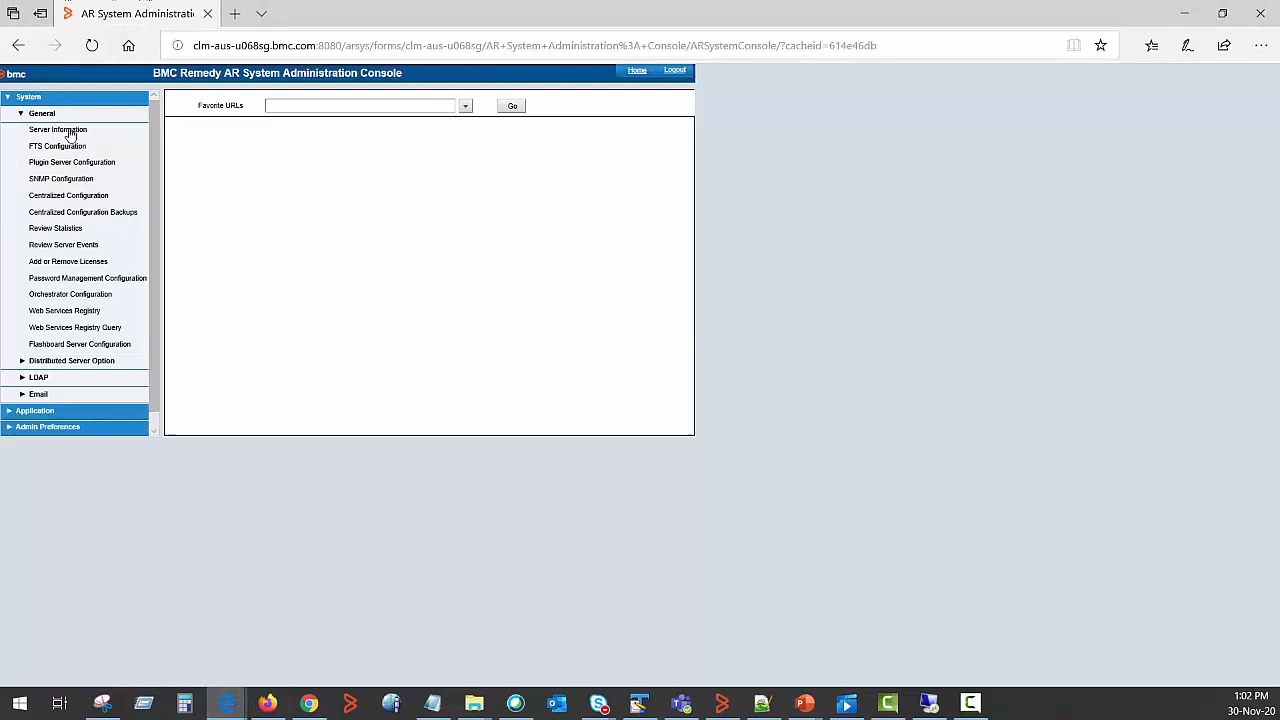 AR System Administrati
clm-aus-u068sg.bmc.com:8080/arsys/forms/clm-aus-u068sg/AR+System+Administration%3A+Console/ARSystemConsole/?cacheid=614e46db
bmc
BMC Remedy AR System Administration Console
Home
Logout
System
General
Server Information
FTS Configuration
Plugin Server Configuration
SNMP Configuration
Centralized Configuration
Centralized Configuration Backups
Review Statistics
Review Server Events
Add or Remove Licenses
Password Management Configuration
Orchestrator Configuration
Web Services Registry
Web Services Registry Query
Flashboard Server Configuration
Distributed Server Option
LDAP
Email
Application
Admin Preferences
Favorite URLs
Go
1:02 PM
30-Nov-20